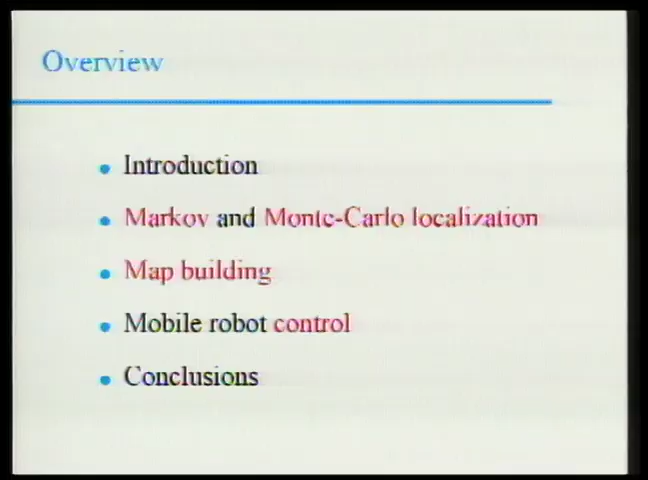 Overview
Introduction
Markov and Monte-Carlo localization
Map building
Mobile robot control
Conclusions